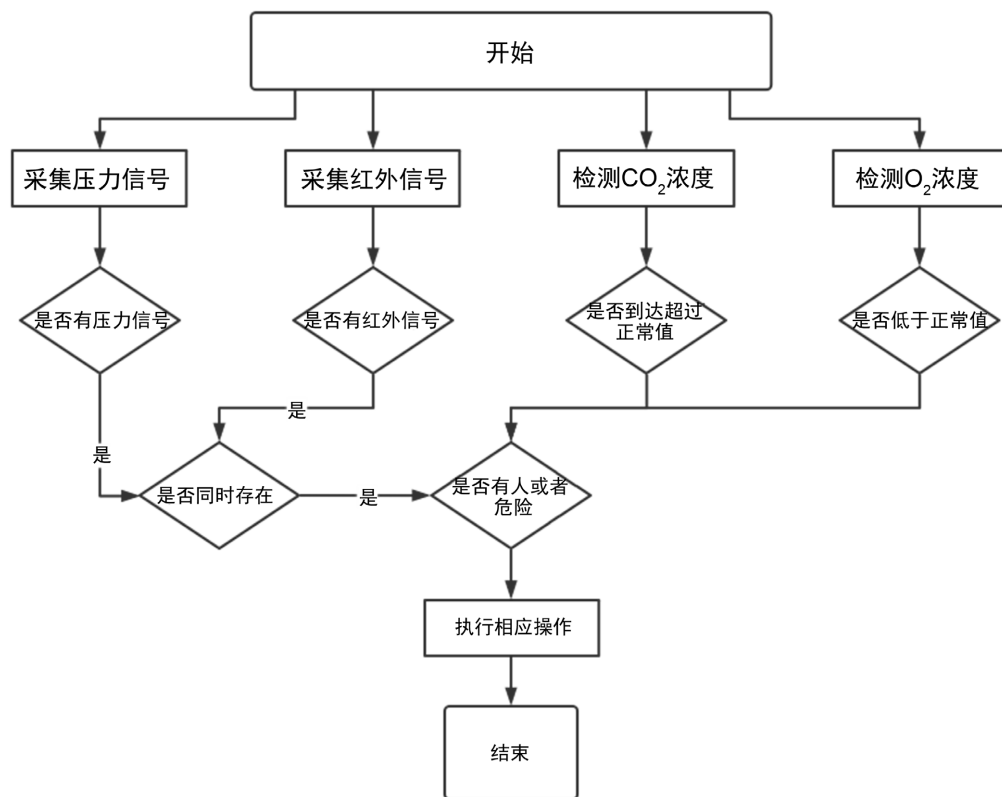 开始
采集压力信号
采集红外信号
检测CO₂浓度
检测O₂浓度
是否有压力信号
是否有红外信号
是否到达超过
正常值
是否低于正常值
是
是
是否同时存在
是
是否有人或者
危险
执行相应操作
结束